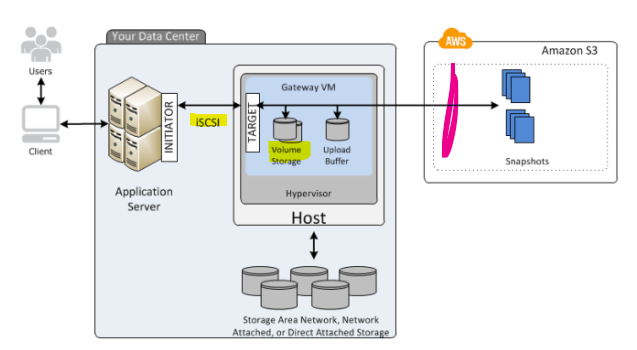 Your Data Center
AWS
Amazon S3
Users
Gateway VM
INITIATOR
iSCSI
TARGET
Client
Volume
Storage
Upload
Buffer
Snapshots
Application
Server
Hypervisor
Host
Storage Area Network, Network
Attached, or Direct Attached Storage